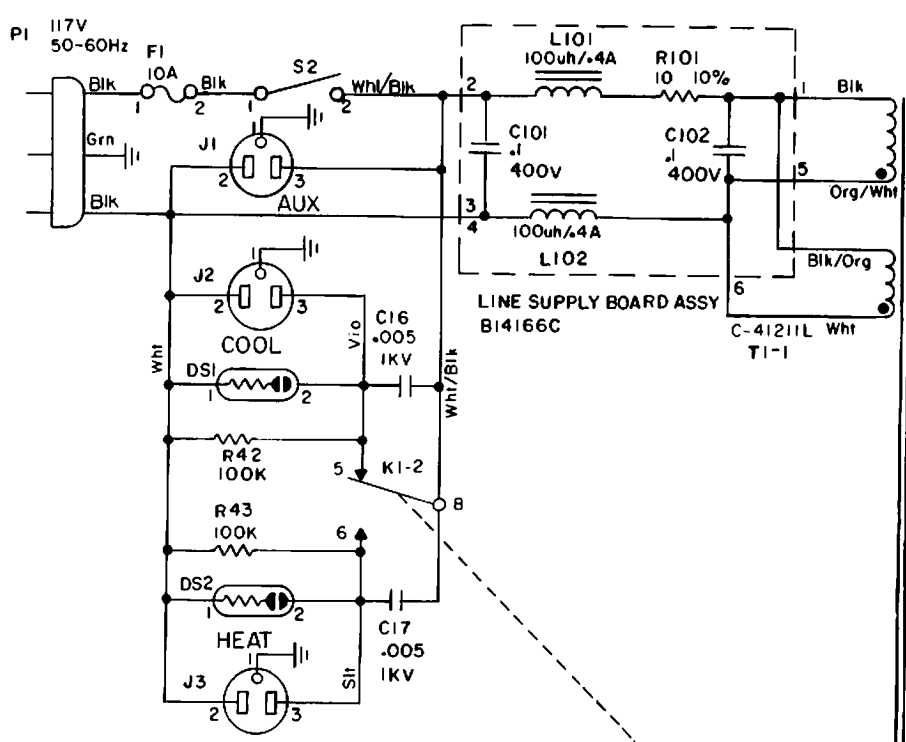 P1
117V
50-60Hz
F1
10A
S2
L101
100uh/.4A
R101
10 10%
Blk
1
2
Blk
1
2
Wht/Blk
2
1
Blk
Grn
J1
1
2
3
AUX
C101
.1
400V
C102
.1
400V
5
Org/Wht
Blk
3
4
100uh/.4A
L102
Blk/Org
6
J2
1
2
3
COOL
Vio
C16
.005
1KV
LINE SUPPLY BOARD ASSY
B14166C
C-41211L
Wht
T1-1
Wht
DS1
1
2
Wht/Blk
R42
100K
5
K1-2
8
R43
100K
6
DS2
1
2
HEAT
C17
.005
1KV
Slt
J3
1
2
3